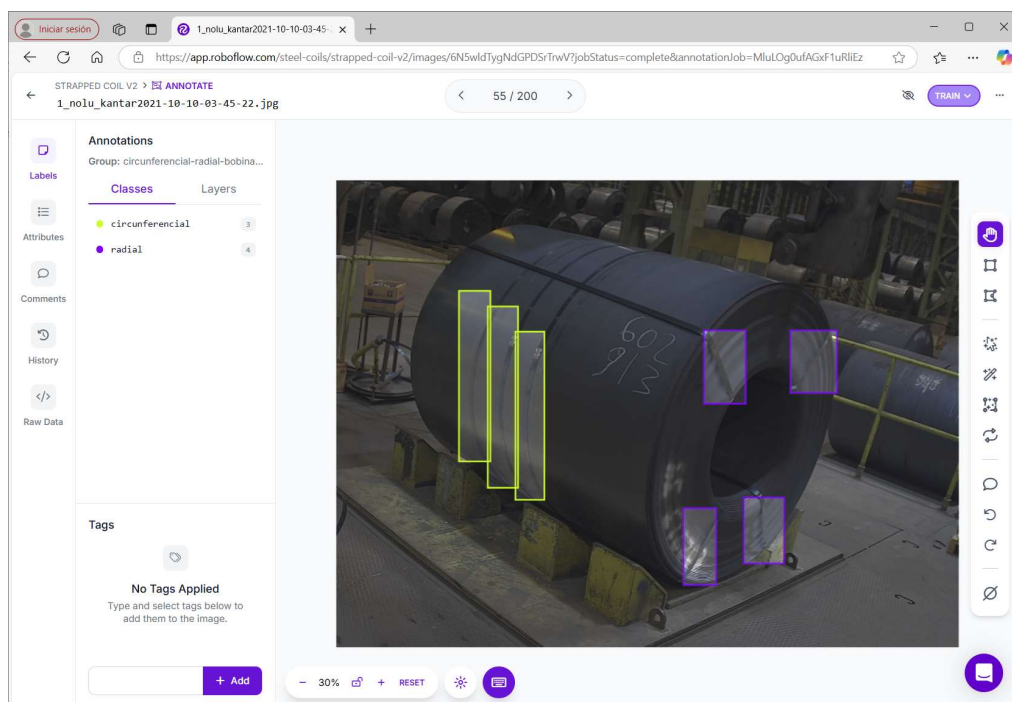 Iniciar sesión
1_nolu_kantar2021-10-10-03-45-
https://app.roboflow.com/steel-coils/strapped-coil-v2/images/6N5wldTygNdGPDSrTrwV?jobStatus=complete&annotationJob=MluLOg0ufAGxF1uRliEz
STRAPPED COIL V2 > ANNOTATE
1_nolu_kantar2021-10-10-03-45-22.jpg
55 / 200
TRAIN
Labels
Attributes
Comments
History
</>
Raw Data
Annotations
Group: circunferencial-radial-bobina...
Classes
Layers
circunferencial 3
radial 4
602
913
Tags
No Tags Applied
Type and select tags below to
add them to the image.
+ Add
- 30% + RESET